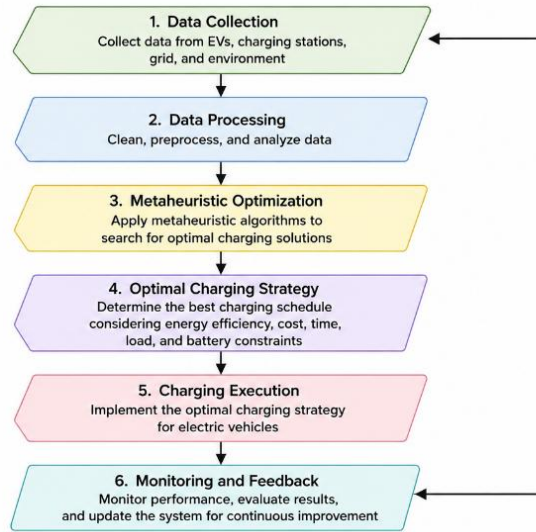 1. Data Collection
Collect data from EVs, charging stations,
grid, and environment
2. Data Processing
Clean, preprocess, and analyze data
3. Metaheuristic Optimization
Apply metaheuristic algorithms to
search for optimal charging solutions
4. Optimal Charging Strategy
Determine the best charging schedule
considering energy efficiency, cost, time,
load, and battery constraints
5. Charging Execution
Implement the optimal charging strategy
for electric vehicles
6. Monitoring and Feedback
Monitor performance, evaluate results,
and update the system for continuous improvement